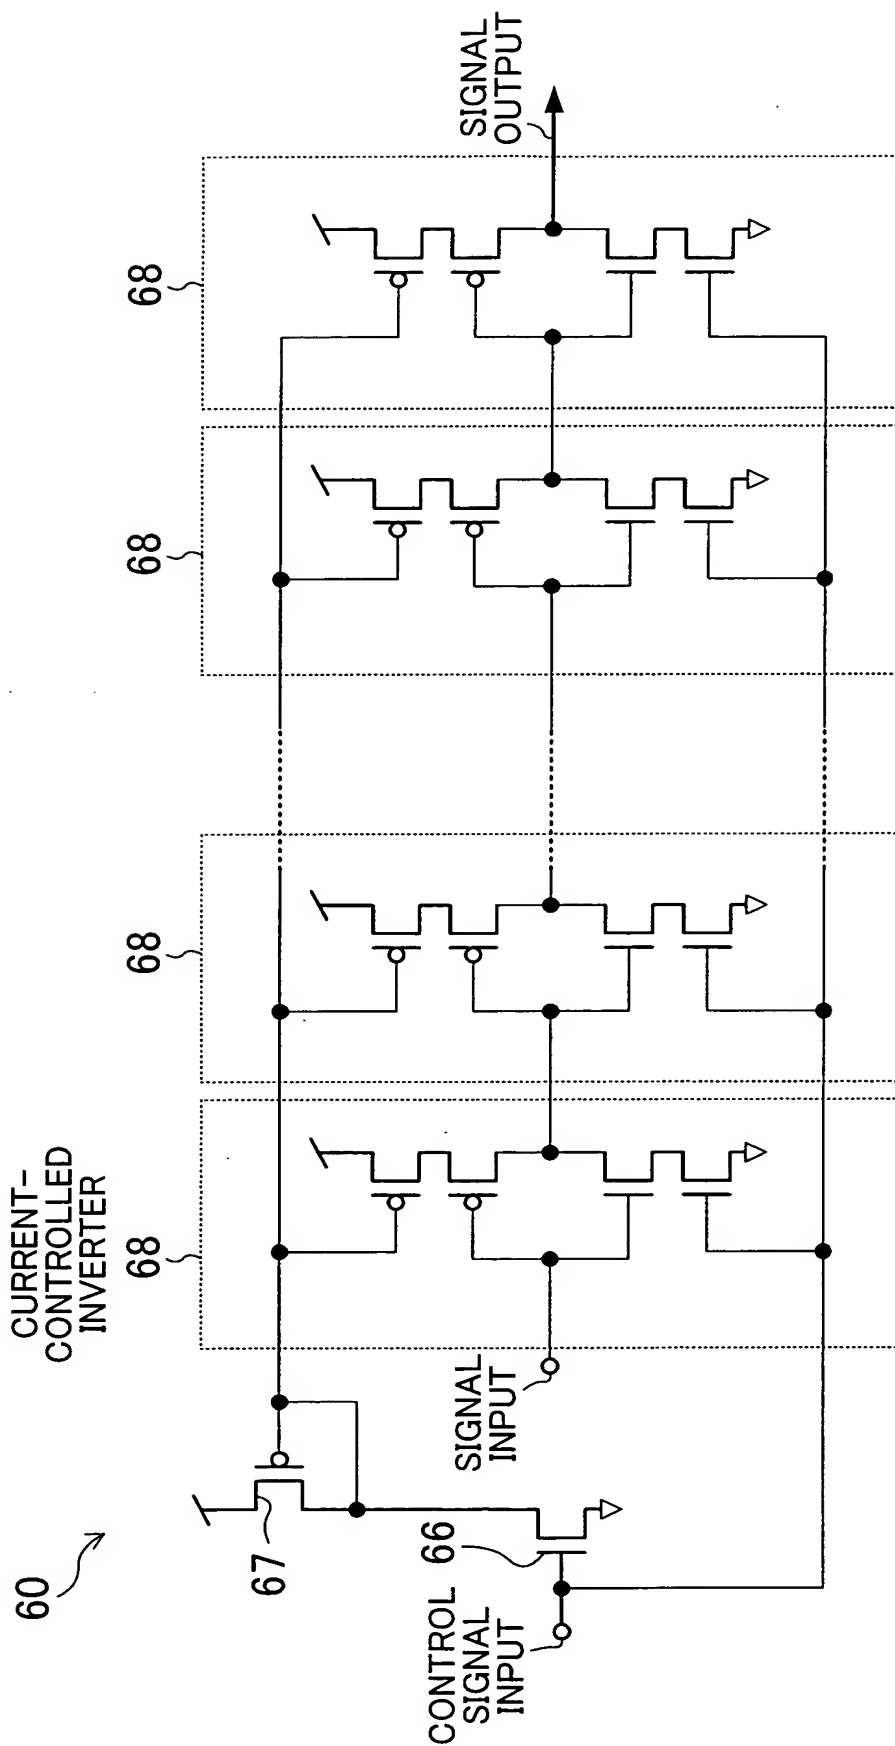 60
CURRENT-
CONTROLLED
INVERTER
68
68
68
68
67
66
CONTROL
SIGNAL
INPUT
SIGNAL
INPUT
SIGNAL
OUTPUT